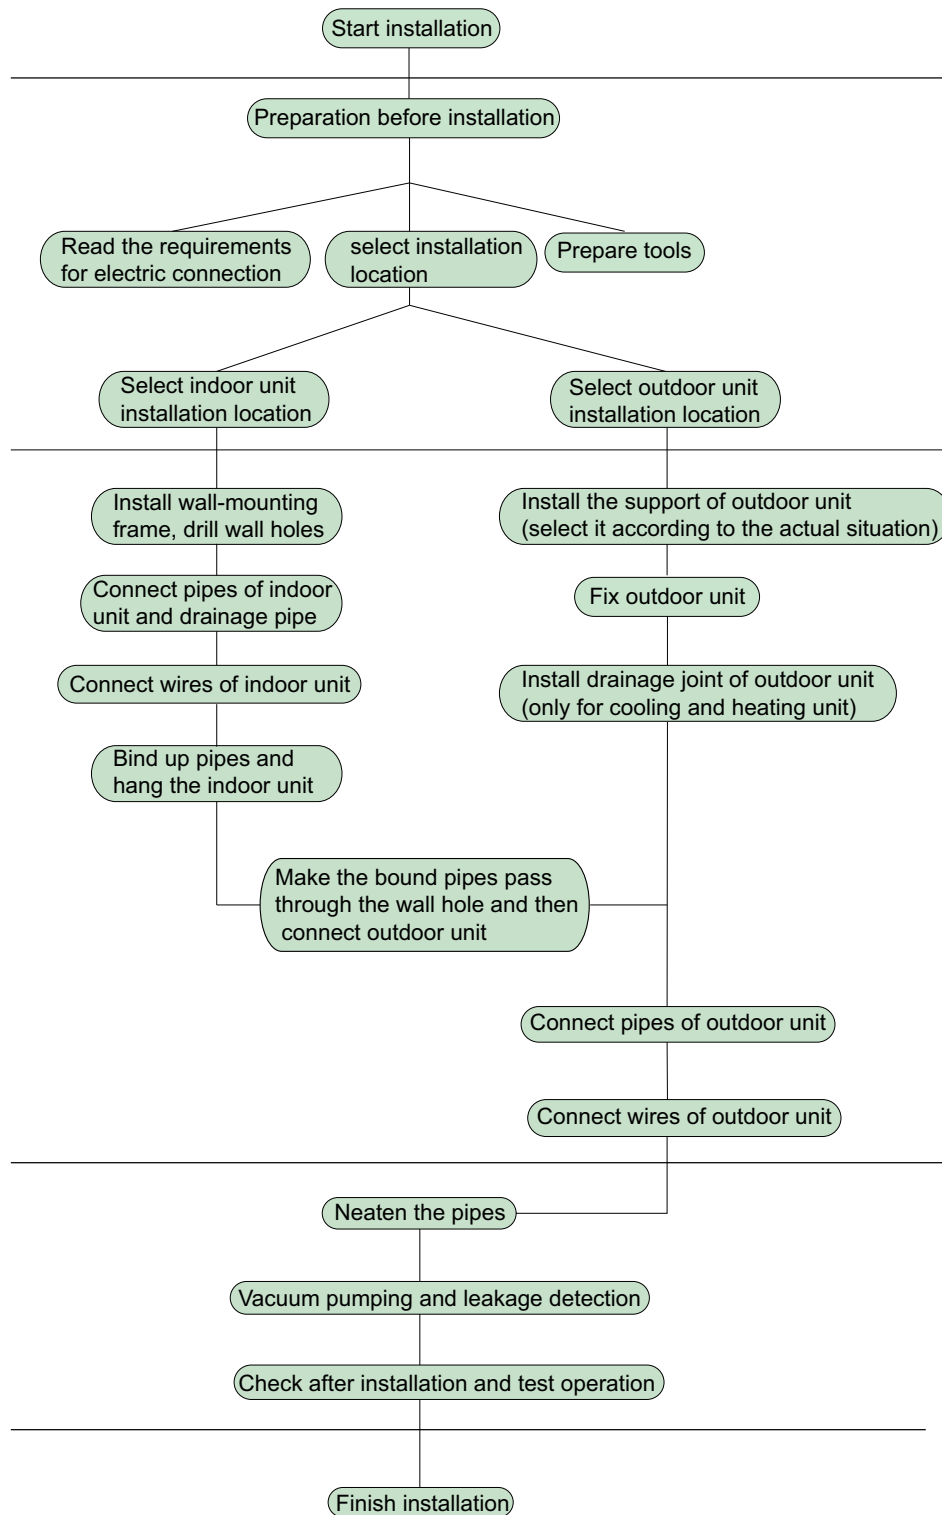 Start installation
Preparation before installation
Read the requirements
for electric connection
select installation
location
Prepare tools
Select indoor unit
installation location
Select outdoor unit
installation location
Install wall-mounting
frame, drill wall holes
Install the support of outdoor unit
(select it according to the actual situation)
Connect pipes of indoor
unit and drainage pipe
Fix outdoor unit
Connect wires of indoor unit
Install drainage joint of outdoor unit
(only for cooling and heating unit)
Bind up pipes and
hang the indoor unit
Make the bound pipes pass
through the wall hole and then
connect outdoor unit
Connect pipes of outdoor unit
Connect wires of outdoor unit
Neaten the pipes
Vacuum pumping and leakage detection
Check after installation and test operation
Finish installation